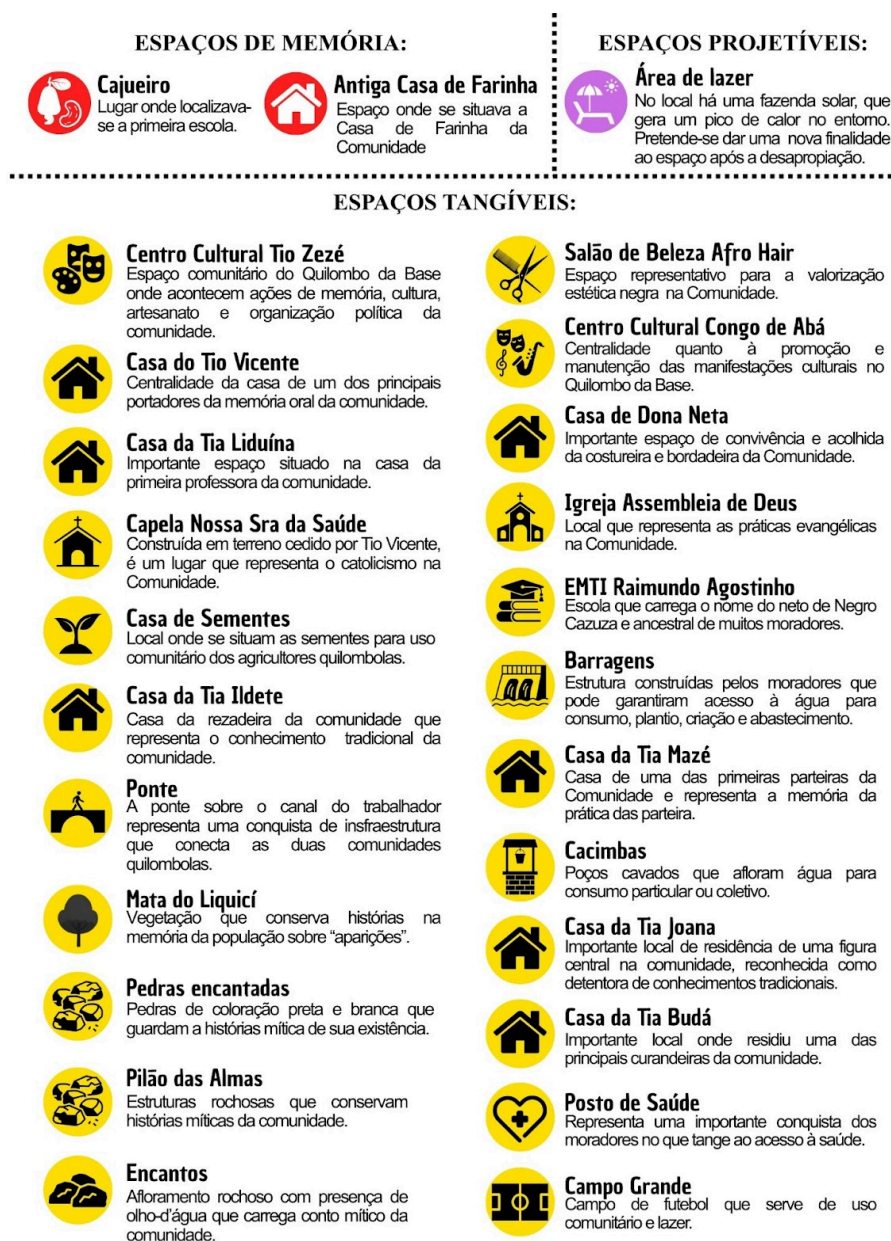 ESPAÇOS DE MEMÓRIA:
Cajueiro
Lugar onde localizava-
se a primeira escola.
Antiga Casa de Farinha
Espaço onde se situava a
Casa de Farinha da
Comunidade
ESPAÇOS PROJETÍVEIS:
Área de lazer
No local há uma fazenda solar, que
gera um pico de calor no entorno.
Pretende-se dar uma nova finalidade
ao espaço após a desapropiação.
ESPAÇOS TANGÍVEIS:
Centro Cultural Tio Zezé
Espaço comunitário do Quilombo da Base
onde acontecem ações de memória, cultura,
artesanato e organização política da
comunidade.
Casa do Tio Vicente
Centralidade da casa de um dos principais
portadores da memória oral da comunidade.
Casa da Tia Liduína
Importante espaço situado na casa da
primeira professora da comunidade.
Capela Nossa Sra da Saúde
Construída em terreno cedido por Tio Vicente,
é um lugar que representa o catolicismo na
Comunidade.
Casa de Sementes
Local onde se situam as sementes para uso
comunitário dos agricultores quilombolas.
Casa da Tia Ildete
Casa da rezadeira da comunidade que
representa o conhecimento tradicional da
comunidade.
Ponte
A ponte sobre o canal do trabalhador
representa uma conquista de insfraestrutura
que conecta as duas comunidades
quilombolas.
Mata do Liquicí
Vegetação que conserva histórias na
memória da população sobre “aparições”.
Pedras encantadas
Pedras de coloração preta e branca que
guardam a histórias mítica de sua existência.
Pilão das Almas
Estruturas rochosas que conservam
histórias míticas da comunidade.
Encantos
Afloramento rochoso com presença de
olho-d'água que carrega conto mítico da
comunidade.
Salão de Beleza Afro Hair
Espaço representativo para a valorização
estética negra na Comunidade.
Centro Cultural Congo de Abá
Centralidade quanto à promoção e
manutenção das manifestações culturais no
Quilombo da Base.
Casa de Dona Neta
Importante espaço de convivência e acolhida
da costureira e bordadeira da Comunidade.
Igreja Assembleia de Deus
Local que representa as práticas evangélicas
na Comunidade.
EMTI Raimundo Agostinho
Escola que carrega o nome do neto de Negro
Cazuza e ancestral de muitos moradores.
Barragens
Estrutura construídas pelos moradores que
pode garantiram acesso à água para
consumo, plantio, criação e abastecimento.
Casa da Tia Mazé
Casa de uma das primeiras parteiras da
Comunidade e representa a memória da
prática das parteira.
Cacimbas
Poços cavados que afloram água para
consumo particular ou coletivo.
Casa da Tia Joana
Importante local de residência de uma figura
central na comunidade, reconhecida como
detentora de conhecimentos tradicionais.
Casa da Tia Budá
Importante local onde residiu uma das
principais curandeiras da comunidade.
Posto de Saúde
Representa uma importante conquista dos
moradores no que tange ao acesso à saúde.
Campo Grande
Campo de futebol que serve de uso
comunitário e lazer.